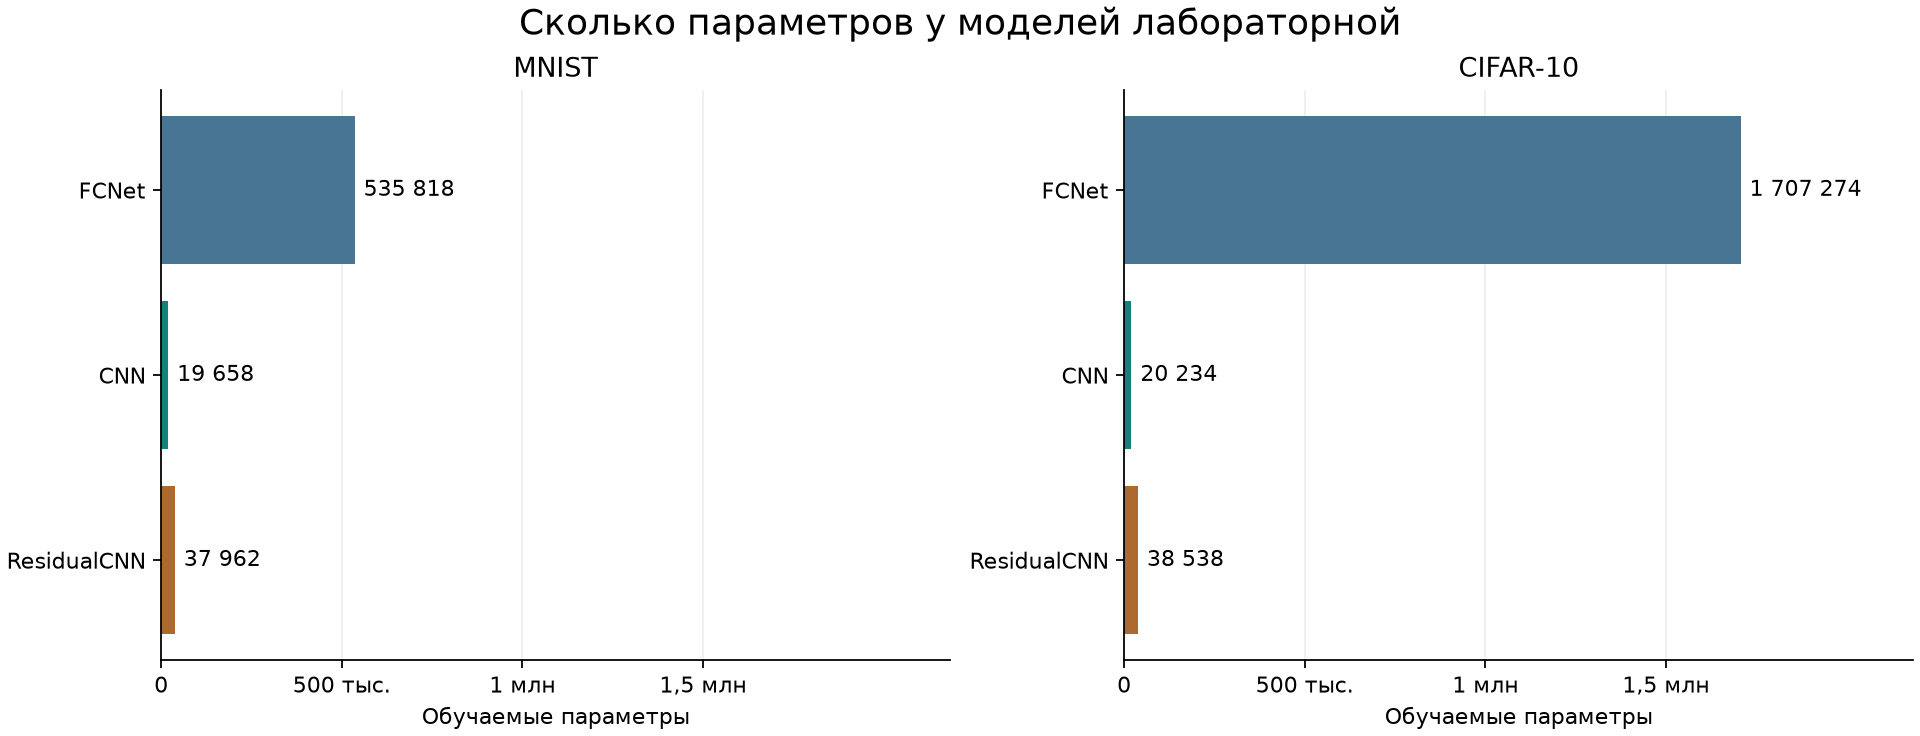 Сколько параметров у моделей лабораторной
MNIST
FCNet
535 818
CNN
19 658
ResidualCNN
37 962
0
500 тыс.
1 млн
1,5 млн
Обучаемые параметры
CIFAR-10
FCNet
1 707 274
CNN
20 234
ResidualCNN
38 538
0
500 тыс.
1 млн
1,5 млн
Обучаемые параметры